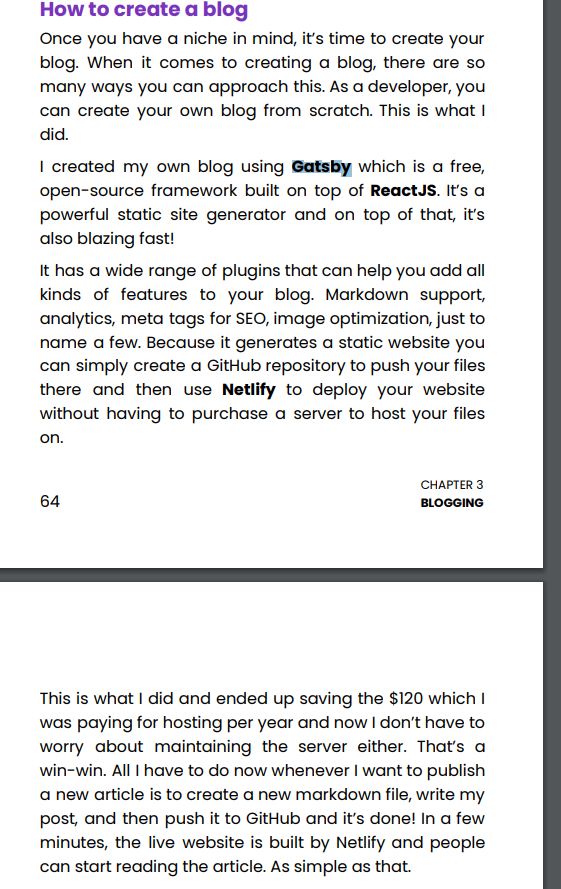 How to create a blog
Once you have a niche in mind, it's time to create your
blog. When it comes to creating a blog, there are so
many ways you can approach this. As a developer, you
can create your own blog from scratch. This is what I
did.
I created my own blog using Gatsby which is a free,
open-source framework built on top of ReactJS. It's a
powerful static site generator and on top of that, it's
also blazing fast!
It has a wide range of plugins that can help you add all
kinds of features to your blog. Markdown support,
analytics, meta tags for SEO, image optimization, just to
name a few. Because it generates a static website you
can simply create a GitHub repository to push your files
there and then use Netlify to deploy your website
without having to purchase a server to host your files
on.
64
CHAPTER 3
BLOGGING
This is what I did and ended up saving the $120 which I
was paying for hosting per year and now I don't have to
worry about maintaining the server either. That's a
win-win. All I have to do now whenever I want to publish
a new article is to create a new markdown file, write my
post, and then push it to GitHub and it's done! In a few
minutes, the live website is built by Netlify and people
can start reading the article. As simple as that.